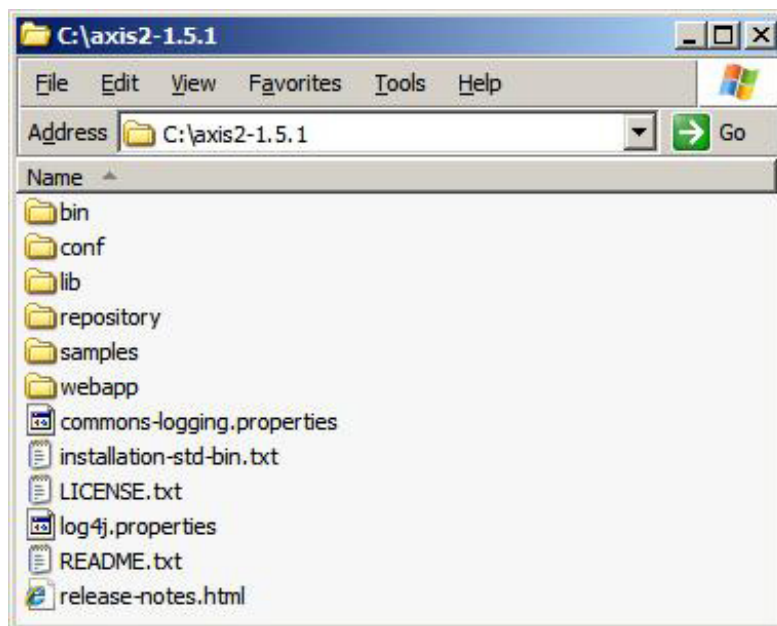 C:\axis2-1.5.1
File Edit View Favorites Tools Help
Address C:\axis2-1.5.1 Go
Name
bin
conf
lib
repository
samples
webapp
commons-logging.properties
installation-std-bin.txt
LICENSE.txt
log4j.properties
README.txt
release-notes.html